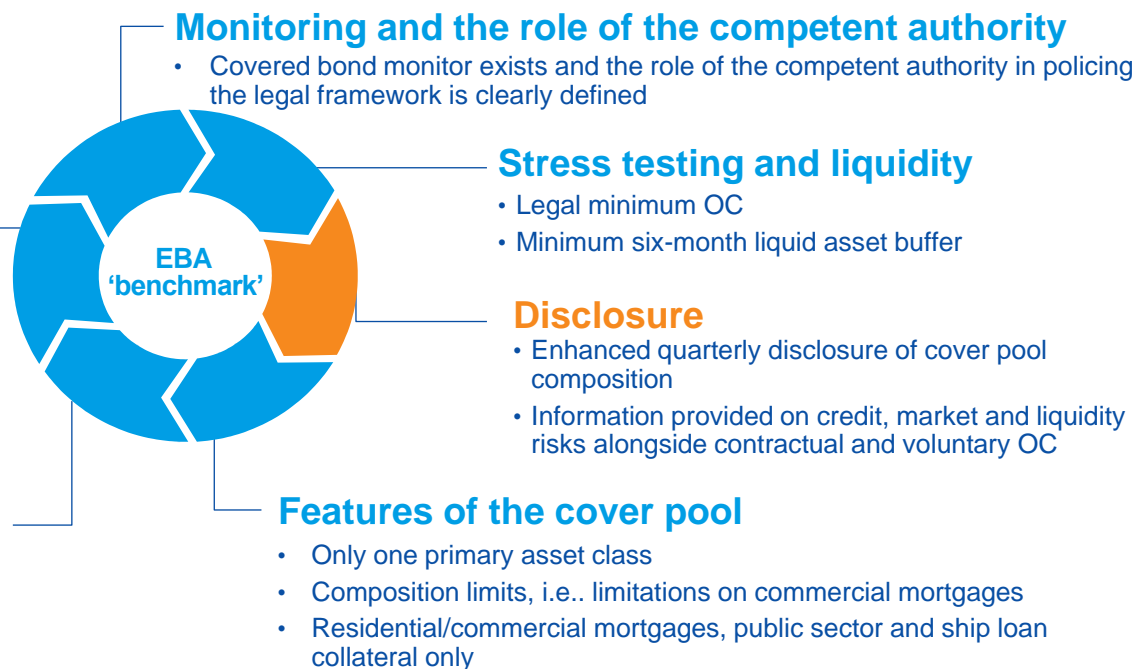 Monitoring and the role of the competent authority
• Covered bond monitor exists and the role of the competent authority in policing
the legal framework is clearly defined
Stress testing and liquidity
• Legal minimum OC
• Minimum six-month liquid asset buffer
EBA
‘benchmark’
Disclosure
• Enhanced quarterly disclosure of cover pool
composition
• Information provided on credit, market and liquidity
risks alongside contractual and voluntary OC
Features of the cover pool
• Only one primary asset class
• Composition limits, i.e.. limitations on commercial mortgages
• Residential/commercial mortgages, public sector and ship loan
collateral only